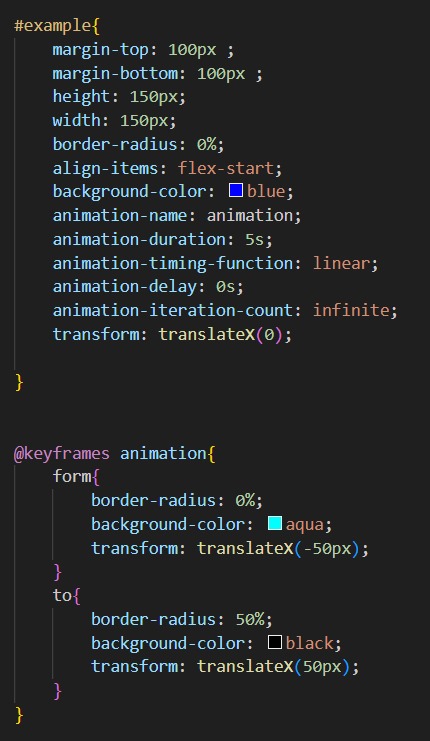 #example{
margin-top: 100px ;
margin-bottom: 100px ;
height: 150px;
width: 150px;
border-radius: 0%;
align-items: flex-start;
background-color: blue;
animation-name: animation;
animation-duration: 5s;
animation-timing-function: linear;
animation-delay: 0s;
animation-iteration-count: infinite;
transform: translateX(0);
}
@keyframes animation{
form{
border-radius: 0%;
background-color: aqua;
transform: translateX(-50px);
}
to{
border-radius: 50%;
background-color: black;
transform: translateX(50px);
}
}